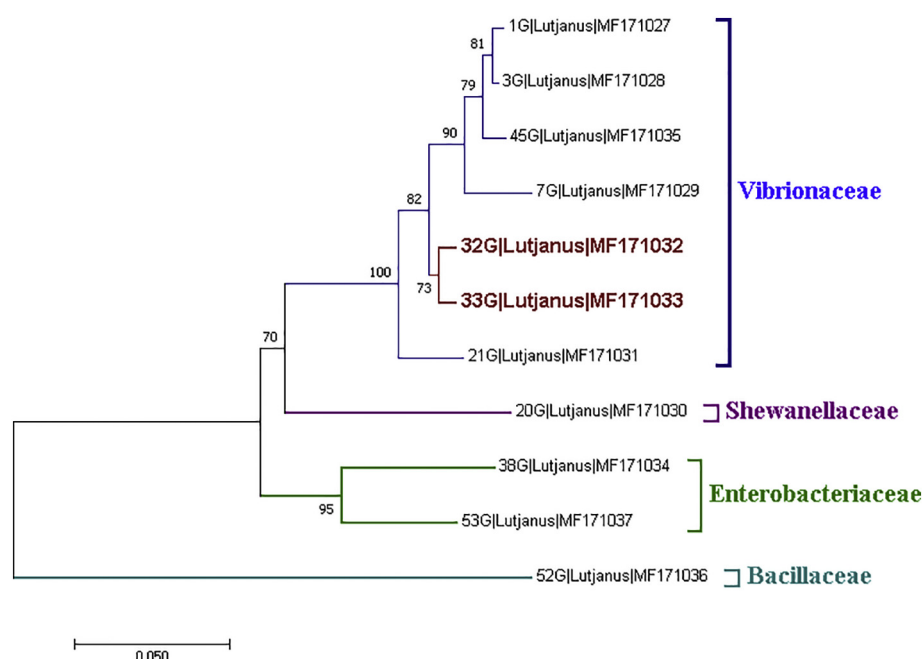 1G|Lutjanus|MF171027
81
3G|Lutjanus|MF171028
79
45G|Lutjanus|MF171035
90
7G|Lutjanus|MF171029
Vibrionaceae
82
32G|Lutjanus|MF171032
100
73
33G|Lutjanus|MF171033
70
21G|Lutjanus|MF171031
20G|Lutjanus|MF171030
Shewanellaceae
38G|Lutjanus|MF171034
Enterobacteriaceae
95
53G|Lutjanus|MF171037
52G|Lutjanus|MF171036
Bacillaceae
0.050